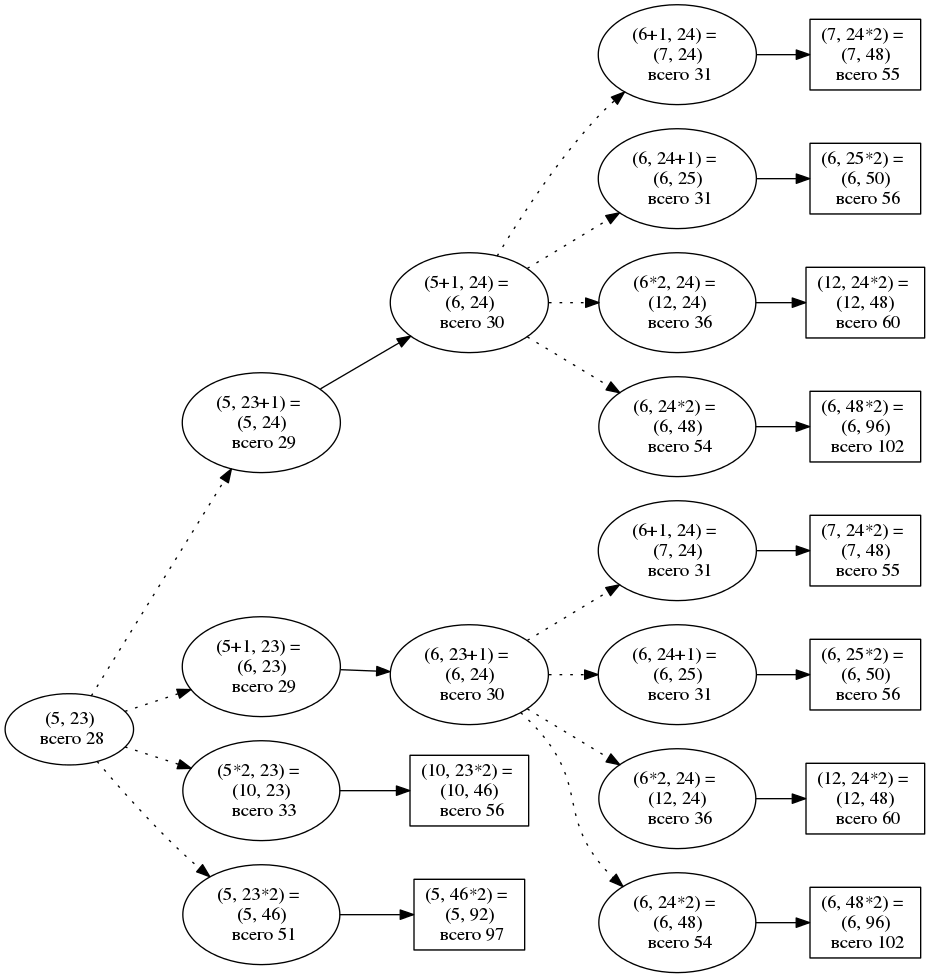 (6+1, 24) =
(7, 24)
всего 31
(7, 24*2) =
(7, 48)
всего 55
(6, 24+1) =
(6, 25)
всего 31
(6, 25*2) =
(6, 50)
всего 56
(5+1, 24) =
(6, 24)
всего 30
(6*2, 24) =
(12, 24)
всего 36
(12, 24*2) =
(12, 48)
всего 60
(5, 23+1) =
(5, 24)
всего 29
(6, 24*2) =
(6, 48)
всего 54
(6, 48*2) =
(6, 96)
всего 102
(6+1, 24) =
(7, 24)
всего 31
(7, 24*2) =
(7, 48)
всего 55
(5+1, 23) =
(6, 23)
всего 29
(6, 23+1) =
(6, 24)
всего 30
(6, 24+1) =
(6, 25)
всего 31
(6, 25*2) =
(6, 50)
всего 56
(5, 23)
всего 28
(5*2, 23) =
(10, 23)
всего 33
(10, 23*2) =
(10, 46)
всего 56
(6*2, 24) =
(12, 24)
всего 36
(12, 24*2) =
(12, 48)
всего 60
(5, 23*2) =
(5, 46)
всего 51
(5, 46*2) =
(5, 92)
всего 97
(6, 24*2) =
(6, 48)
всего 54
(6, 48*2) =
(6, 96)
всего 102